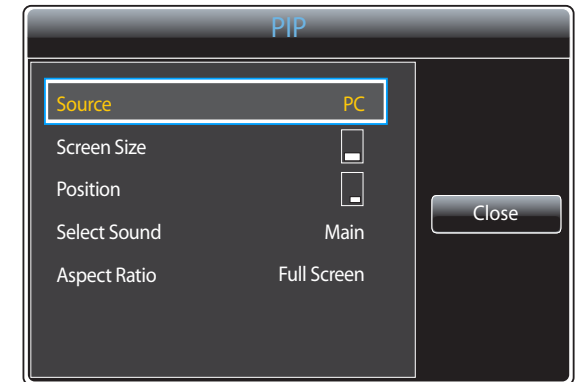 PIP
Source PC
Screen Size
Position
Select Sound Main
Aspect Ratio Full Screen
Close